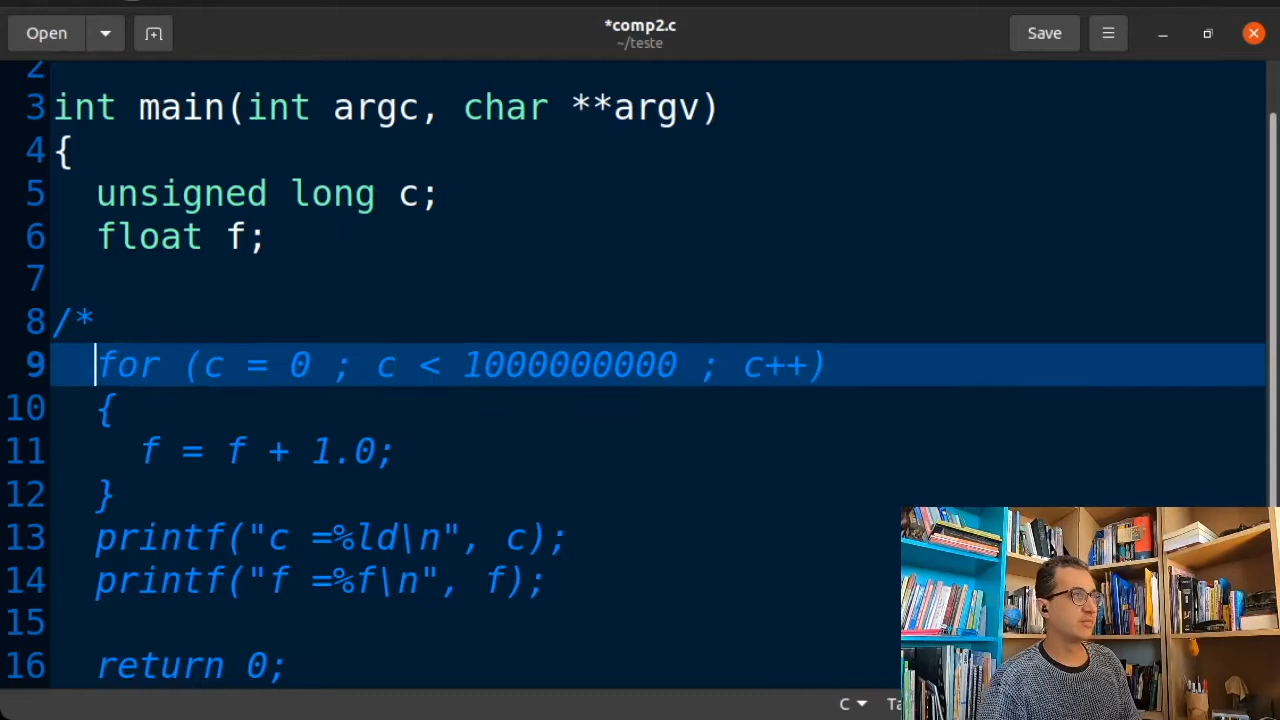 Open
*comp2.c
~/teste
Save
2
3 int main(int argc, char **argv)
4 {
5 unsigned long c;
6 float f;
7
8 /*
9 for (c = 0 ; c < 1000000000 ; c++)
10 {
11 f = f + 1.0;
12 }
13 printf("c =%ld\n", c);
14 printf("f =%f\n", f);
15
16 return 0;
C